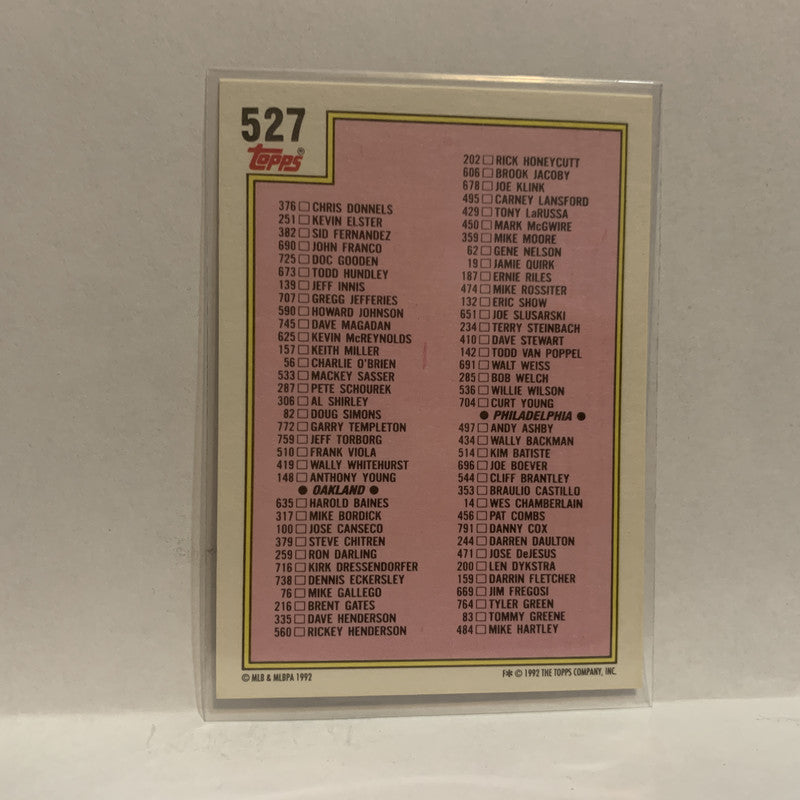 527
Topps®
376 □ CHRIS DONNELS
251 □ KEVIN ELSTER
382 □ SID FERNANDEZ
690 □ JOHN FRANCO
725 □ DOC GOODEN
673 □ TODD HUNDLEY
139 □ JEFF INNIS
707 □ GREGG JEFFERIES
590 □ HOWARD JOHNSON
745 □ DAVE MAGADAN
625 □ KEVIN McREYNOLDS
157 □ KEITH MILLER
56 □ CHARLIE O'BRIEN
533 □ MACKEY SASSER
287 □ PETE SCHOUREK
306 □ AL SHIRLEY
82 □ DOUG SIMONS
772 □ GARRY TEMPLETON
759 □ JEFF TORBORG
510 □ FRANK VIOLA
419 □ WALLY WHITEHURST
148 □ ANTHONY YOUNG
● OAKLAND ●
635 □ HAROLD BAINES
317 □ MIKE BORDICK
100 □ JOSE CANSECO
379 □ STEVE CHITREN
259 □ RON DARLING
716 □ KIRK DRESSENDORFER
738 □ DENNIS ECKERSLEY
76 □ MIKE GALLEGO
216 □ BRENT GATES
335 □ DAVE HENDERSON
560 □ RICKEY HENDERSON
202 □ RICK HONEYCUTT
606 □ BROOK JACOBY
678 □ JOE KLINK
495 □ CARNEY LANSFORD
429 □ TONY LaRUSSA
450 □ MARK McGWIRE
359 □ MIKE MOORE
62 □ GENE NELSON
19 □ JAMIE QUIRK
187 □ ERNIE RILES
474 □ MIKE ROSSITER
132 □ ERIC SHOW
651 □ JOE SLUSARSKI
234 □ TERRY STEINBACH
410 □ DAVE STEWART
142 □ TODD VAN POPPEL
691 □ WALT WEISS
285 □ BOB WELCH
536 □ WILLIE WILSON
704 □ CURT YOUNG
● PHILADELPHIA ●
497 □ ANDY ASHBY
434 □ WALLY BACKMAN
514 □ KIM BATISTE
696 □ JOE BOEVER
544 □ CLIFF BRANTLEY
353 □ BRAULIO CASTILLO
14 □ WES CHAMBERLAIN
456 □ PAT COMBS
791 □ DANNY COX
244 □ DARREN DAULTON
471 □ JOSE DeJESUS
200 □ LEN DYKSTRA
159 □ DARRIN FLETCHER
669 □ JIM FREGOSI
764 □ TYLER GREEN
83 □ TOMMY GREENE
484 □ MIKE HARTLEY
© MLB & MLBPA 1992
F✻ © 1992 THE TOPPS COMPANY, INC.